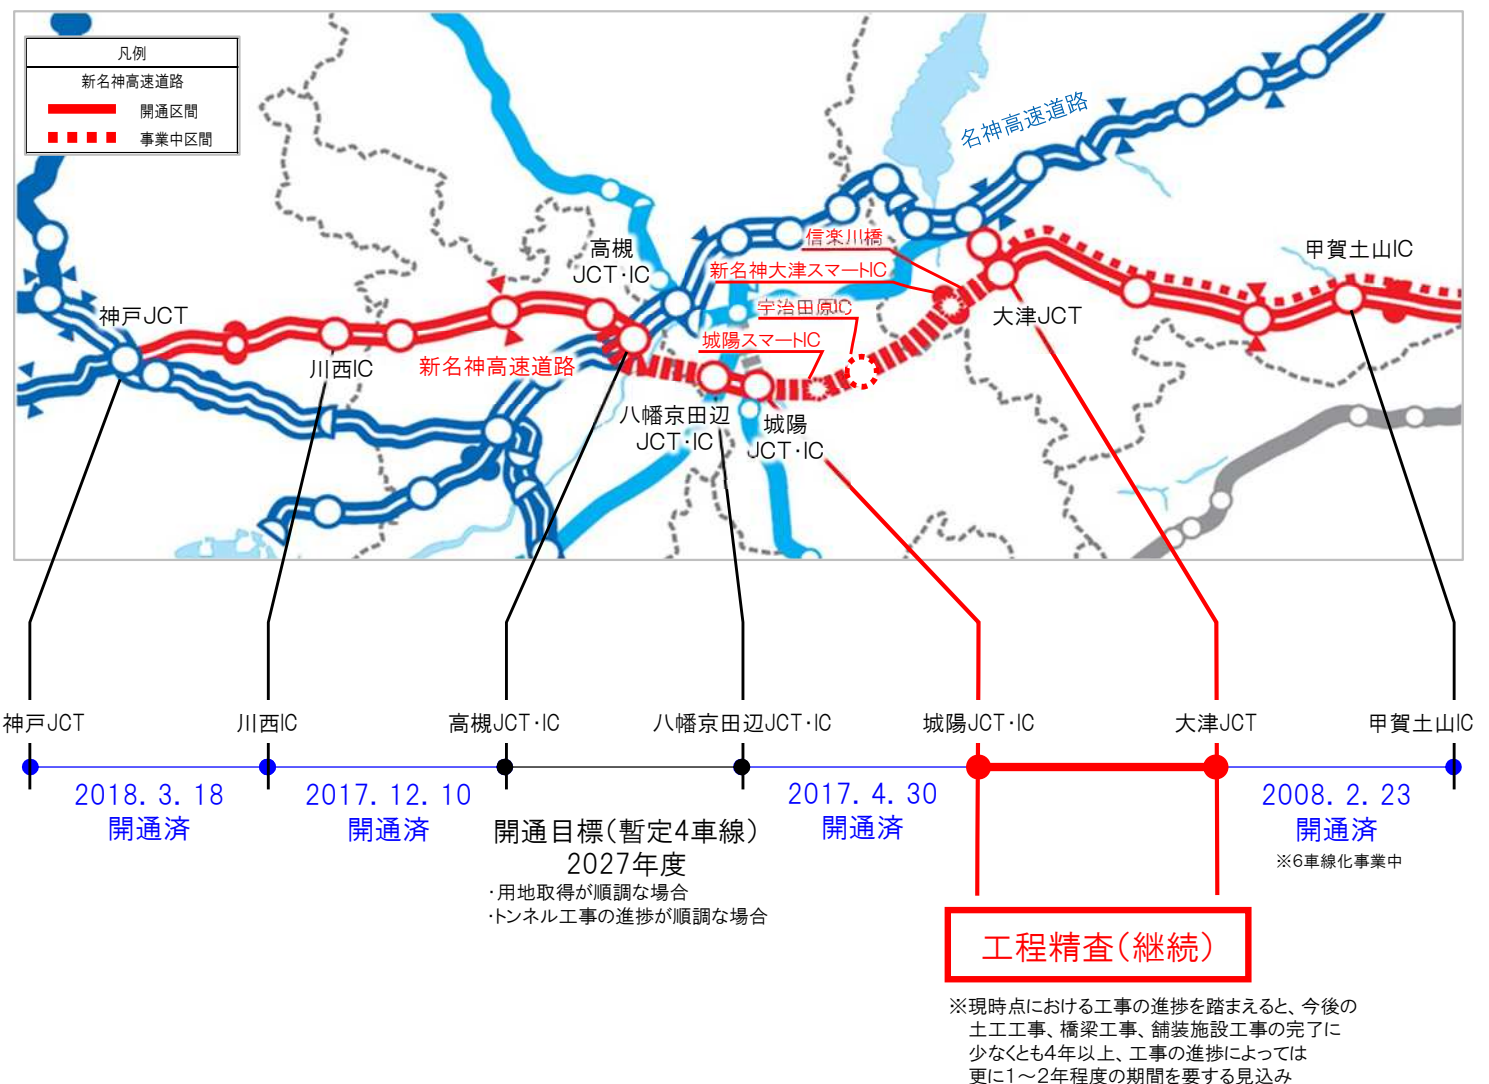 凡例
新名神高速道路
開通区間
事業中区間
名神高速道路
信楽川橋
高槻
JCT・IC
新名神大津スマートIC
甲賀土山IC
宇治田原IC
神戸JCT
大津JCT
城陽スマートIC
川西IC
新名神高速道路
八幡京田辺
JCT・IC
城陽
JCT・IC
神戸JCT
川西IC
高槻JCT・IC
八幡京田辺JCT・IC
城陽JCT・IC
大津JCT
甲賀土山IC
2018. 3. 18
開通済
2017. 12. 10
開通済
開通目標(暫定4車線)
2027年度
・用地取得が順調な場合
・トンネル工事の進捗が順調な場合
2017. 4. 30
開通済
2008. 2. 23
開通済
※6車線化事業中
工程精査(継続)
※現時点における工事の進捗を踏まえると、今後の
土工工事、橋梁工事、舗装施設工事の完了に
少なくとも4年以上、工事の進捗によっては
更に1～2年程度の期間を要する見込み